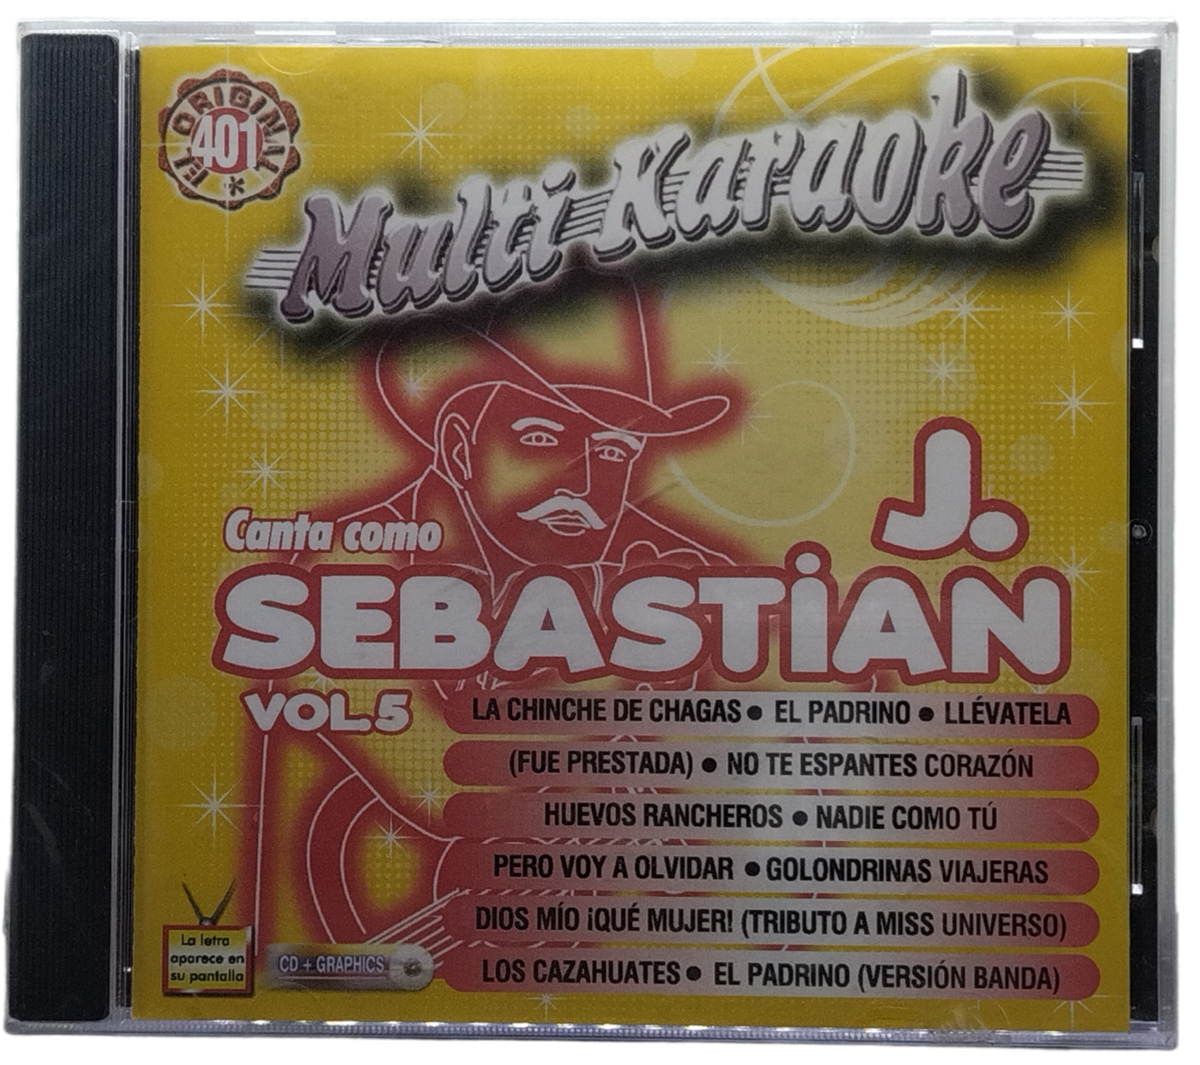 EL ORIGINAL
401
Multi Karaoke
Canta como
J.
SEBASTIAN
VOL.5
LA CHINCHE DE CHAGAS ● EL PADRINO ● LLÉVATELA
(FUE PRESTADA) ● NO TE ESPANTES CORAZÓN
HUEVOS RANCHEROS ● NADIE COMO TÚ
PERO VOY A OLVIDAR ● GOLONDRINAS VIAJERAS
DIOS MÍO ¡QUÉ MUJER! (TRIBUTO A MISS UNIVERSO)
LOS CAZAHUATES ● EL PADRINO (VERSIÓN BANDA)
La letra
aparece en
su pantalla
CD + GRAPHICS